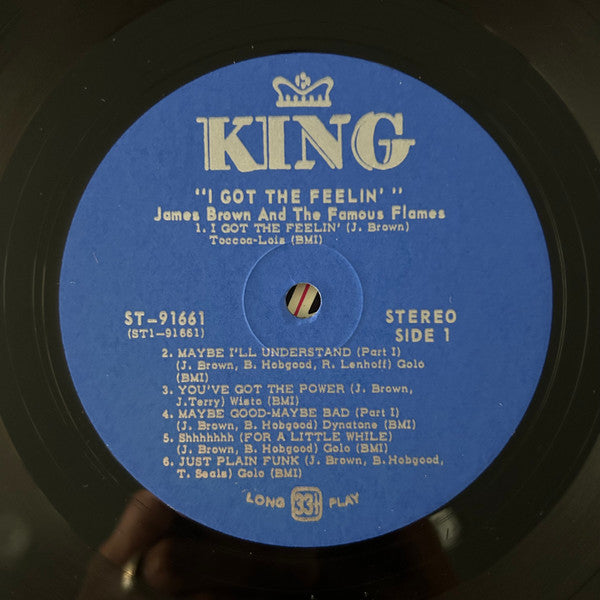 KING
"I GOT THE FEELIN' "
James Brown And The Famous Flames
1. I GOT THE FEELIN' (J. Brown)
Toccoa-Lois (BMI)
ST-91661
(ST1-91661)
STEREO
SIDE 1
2. MAYBE I'LL UNDERSTAND (Part I)
(J. Brown, B. Hobgood, R. Lenhoff) Golo
(BMI)
3. YOU'VE GOT THE POWER (J. Brown,
J.Terry) Wisto (BMI)
4. MAYBE GOOD-MAYBE BAD (Part I)
(J. Brown, B. Hobgood) Dynatone (BMI)
5. Shhhhhhh (FOR A LITTLE WHILE)
(J. Brown, B. Hobgood) Golo (BMI)
6. JUST PLAIN FUNK (J. Brown, B. Hobgood,
T. Seals) Golo (BMI)
LONG 33⅓ PLAY